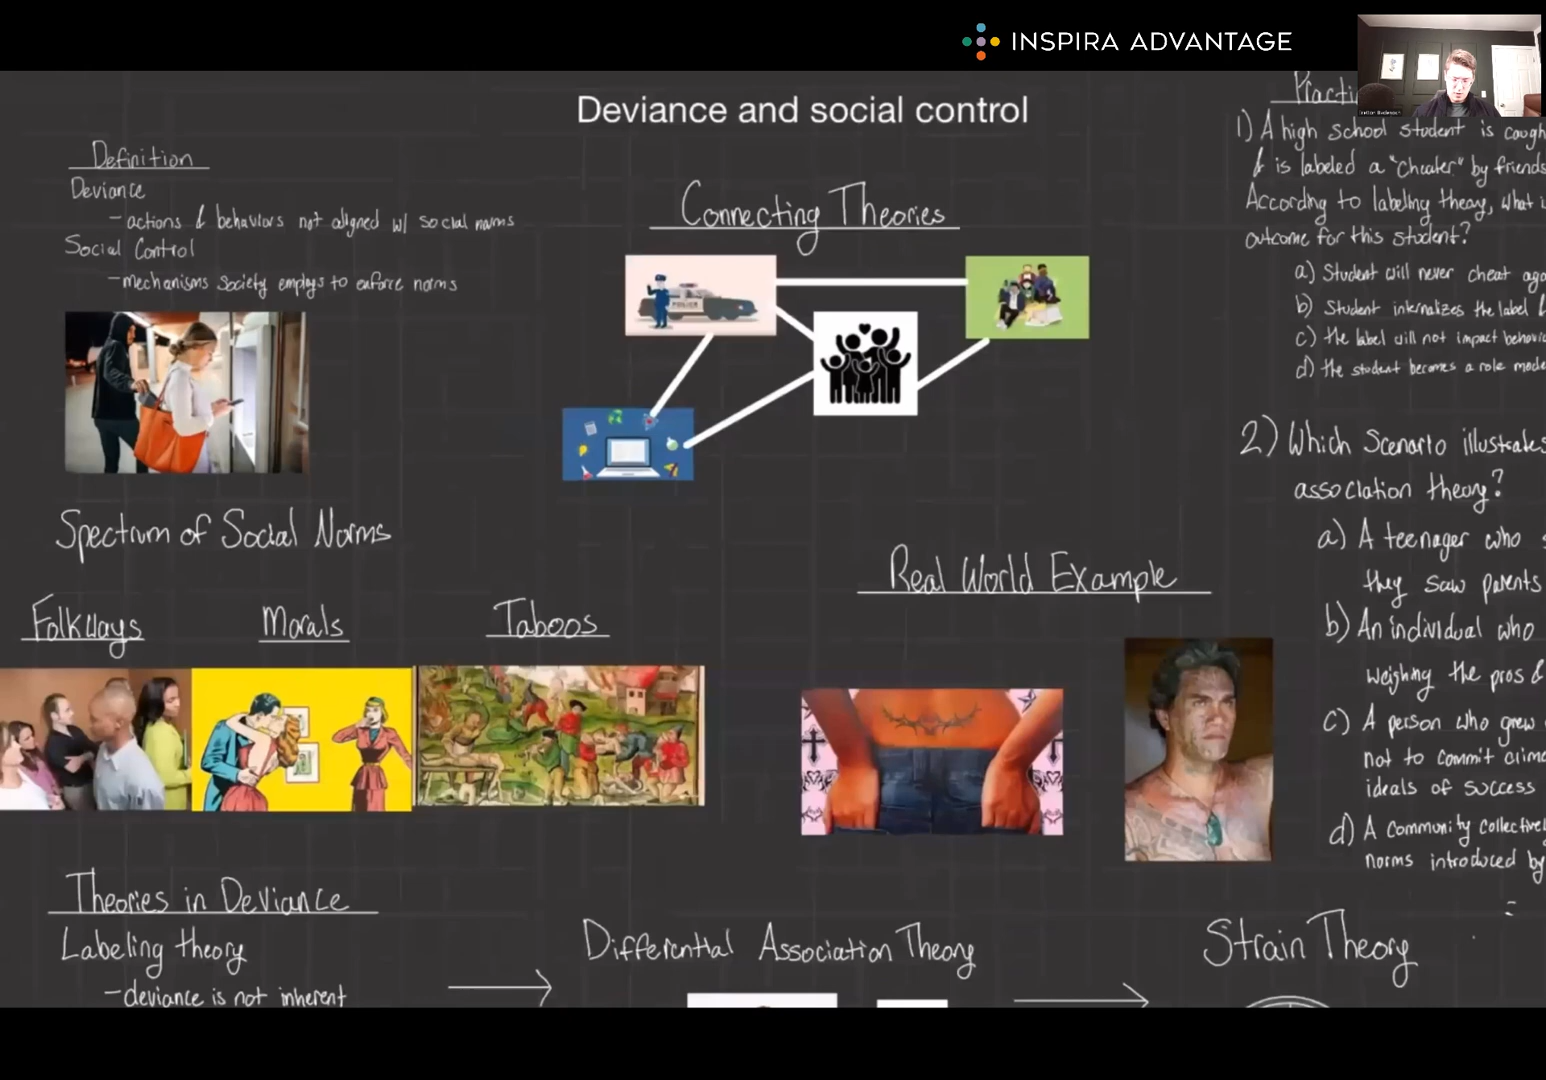 INSPIRA ADVANTAGE
Deviance and social control
Definition
Deviance
- actions & behaviors not aligned w/ social norms
Social Control
- mechanisms society employs to enforce norms
Spectrum of Social Norms
Folkways
Morals
Taboos
Theories in Deviance
Labeling theory
- deviance is not inherent
Connecting Theories
POLICE
Real World Example
Differential Association Theory
Strain Theory
1) A high school student is
& is labeled a "cheater" by friends
According to labeling theory, what
outcome for this student?
a) Student will never cheat
b) Student internalizes the label
c) the label will not impact
d) the student becomes a role
2) Which Scenario illustrates
association theory?
a) A teenager who
they saw parents
b) An individual who
weighing the pros &
c) A person who grew
not to commit
ideals of success
d) A community
norms introduced by